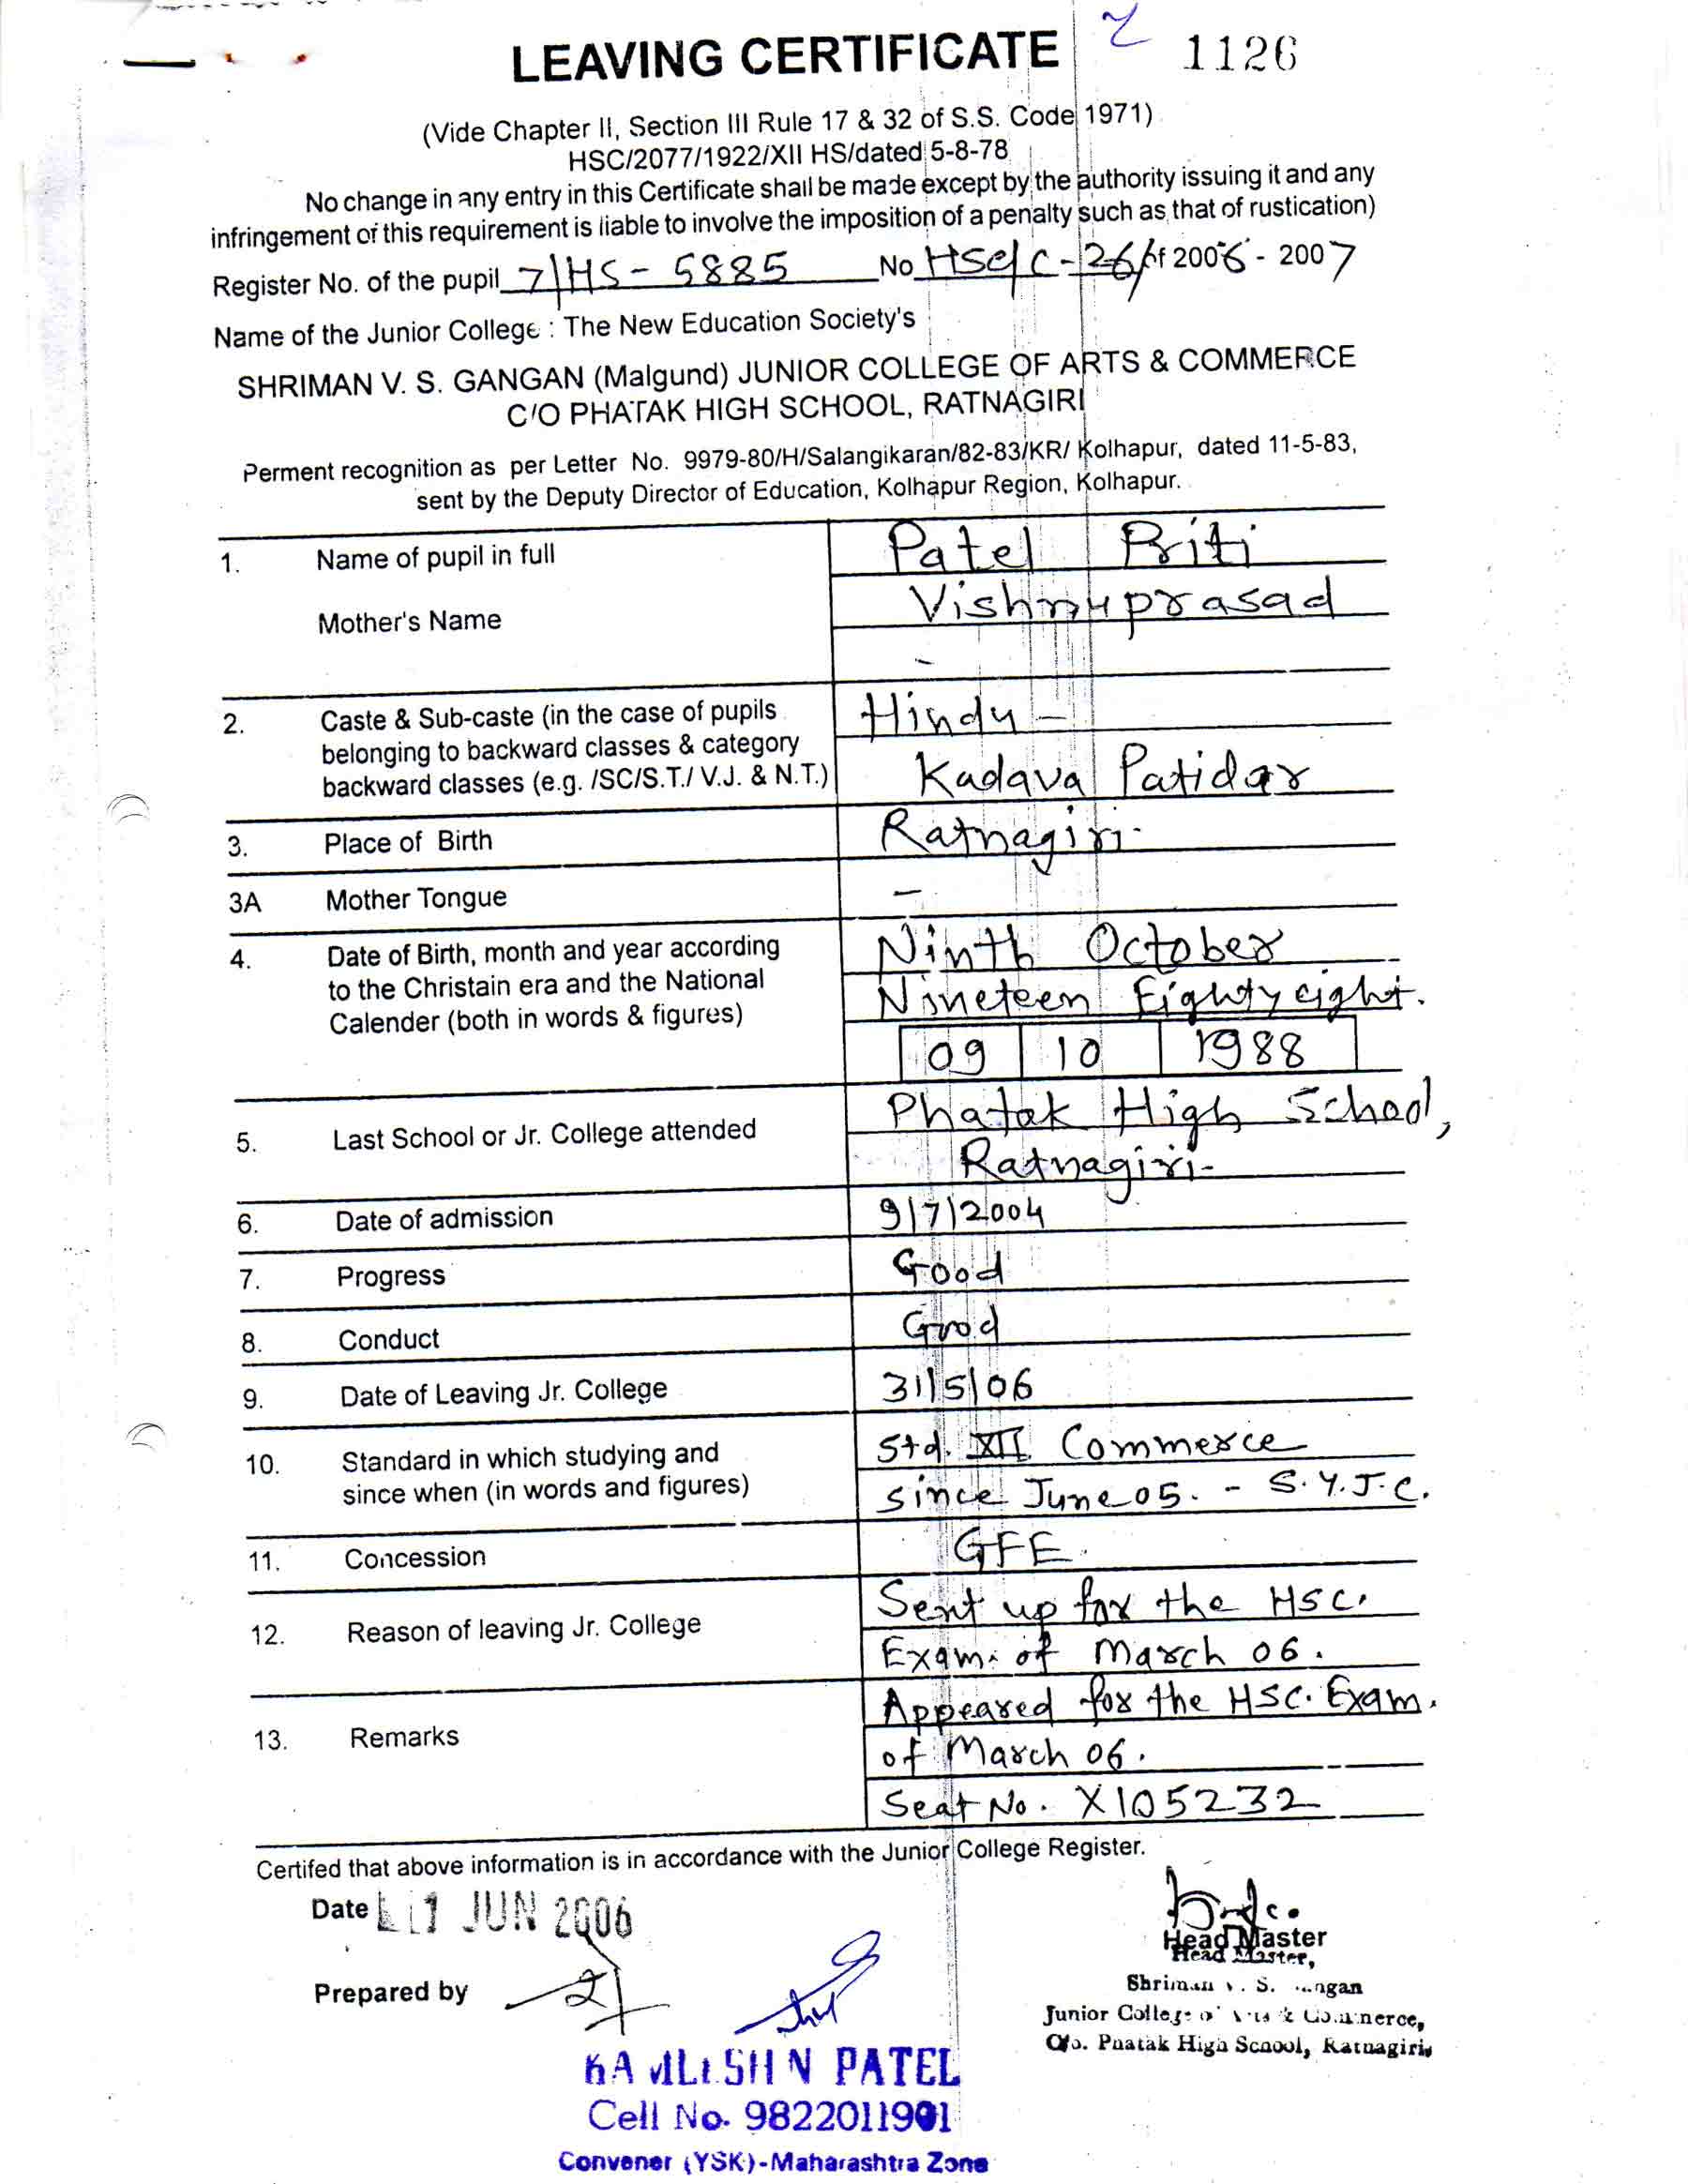 LEAVING CERTIFICATE
1126
(Vide Chapter II, Section III Rule 17 & 32 of S.S. Code 1971)
HSC/2077/1922/XII HS/dated 5-8-78
No change in any entry in this Certificate shall be made except by the authority issuing it and any
infringement of this requirement is liable to involve the imposition of a penalty such as that of rustication)
Register No. of the pupil 7/HS - 5885 No HSC/C-26/of 2006 - 2007
Name of the Junior College : The New Education Society's
SHRIMAN V. S. GANGAN (Malgund) JUNIOR COLLEGE OF ARTS & COMMERCE
C/O PHATAK HIGH SCHOOL, RATNAGIRI
Perment recognition as per Letter No. 9979-80/H/Salangikaran/82-83/KR/ Kolhapur, dated 11-5-83,
sent by the Deputy Director of Education, Kolhapur Region, Kolhapur.
1. Name of pupil in full Patel Priti
Vishnuprasad
Mother's Name -
2. Caste & Sub-caste (in the case of pupils Hindu -
belonging to backward classes & category
backward classes (e.g. /SC/S.T./ V.J. & N.T.) Kadava Patidar
3. Place of Birth Ratnagiri.
3A Mother Tongue -
4. Date of Birth, month and year according Ninth October
to the Christain era and the National Nineteen Eighty eight.
Calender (both in words & figures)
09 10 1988
5. Last School or Jr. College attended Phatak High School,
Ratnagiri-
6. Date of admission 9/7/2004
7. Progress Good
8. Conduct Good
9. Date of Leaving Jr. College 31/5/06
10. Standard in which studying and Std. XII Commerce
since when (in words and figures) since June 05. - S.Y.J.C.
11. Concession GFE.
12. Reason of leaving Jr. College Sent up for the HSC.
Exam. of March 06.
13. Remarks Appeared for the HSC. Exam.
of March 06.
Seat No. X105232
Certifed that above information is in accordance with the Junior College Register.
Date 1 JUN 2006
Head Master
Head Master,
Prepared by
Shriman V. S. Gangan
Junior College of Arts & Commerce,
C/o. Phatak High School, Ratnagiri.
KAMLESH N PATEL
Cell No. 9822011901
Convener (YSK)-Maharashtra Zone